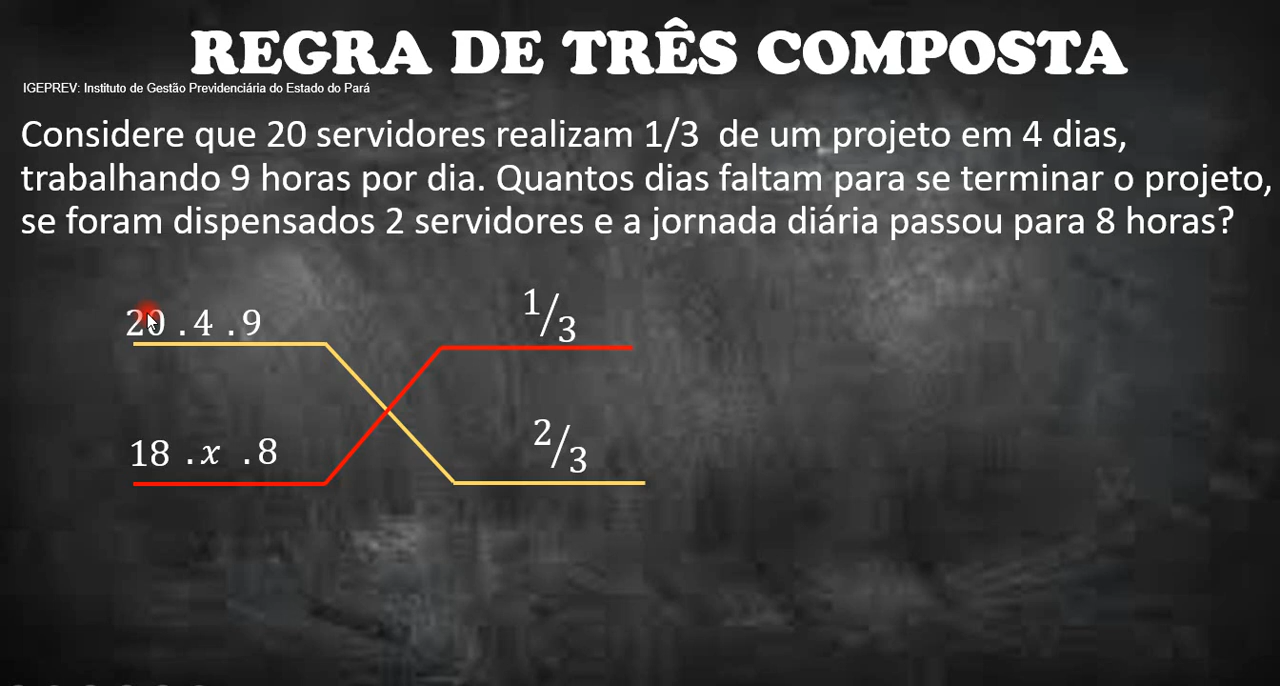 REGRA DE TRÊS COMPOSTA
IGEPREV: Instituto de Gestão Previdenciária do Estado do Pará
Considere que 20 servidores realizam 1/3 de um projeto em 4 dias,
trabalhando 9 horas por dia. Quantos dias faltam para se terminar o projeto,
se foram dispensados 2 servidores e a jornada diária passou para 8 horas?
20 . 4 . 9 1/3
18 . x . 8 2/3